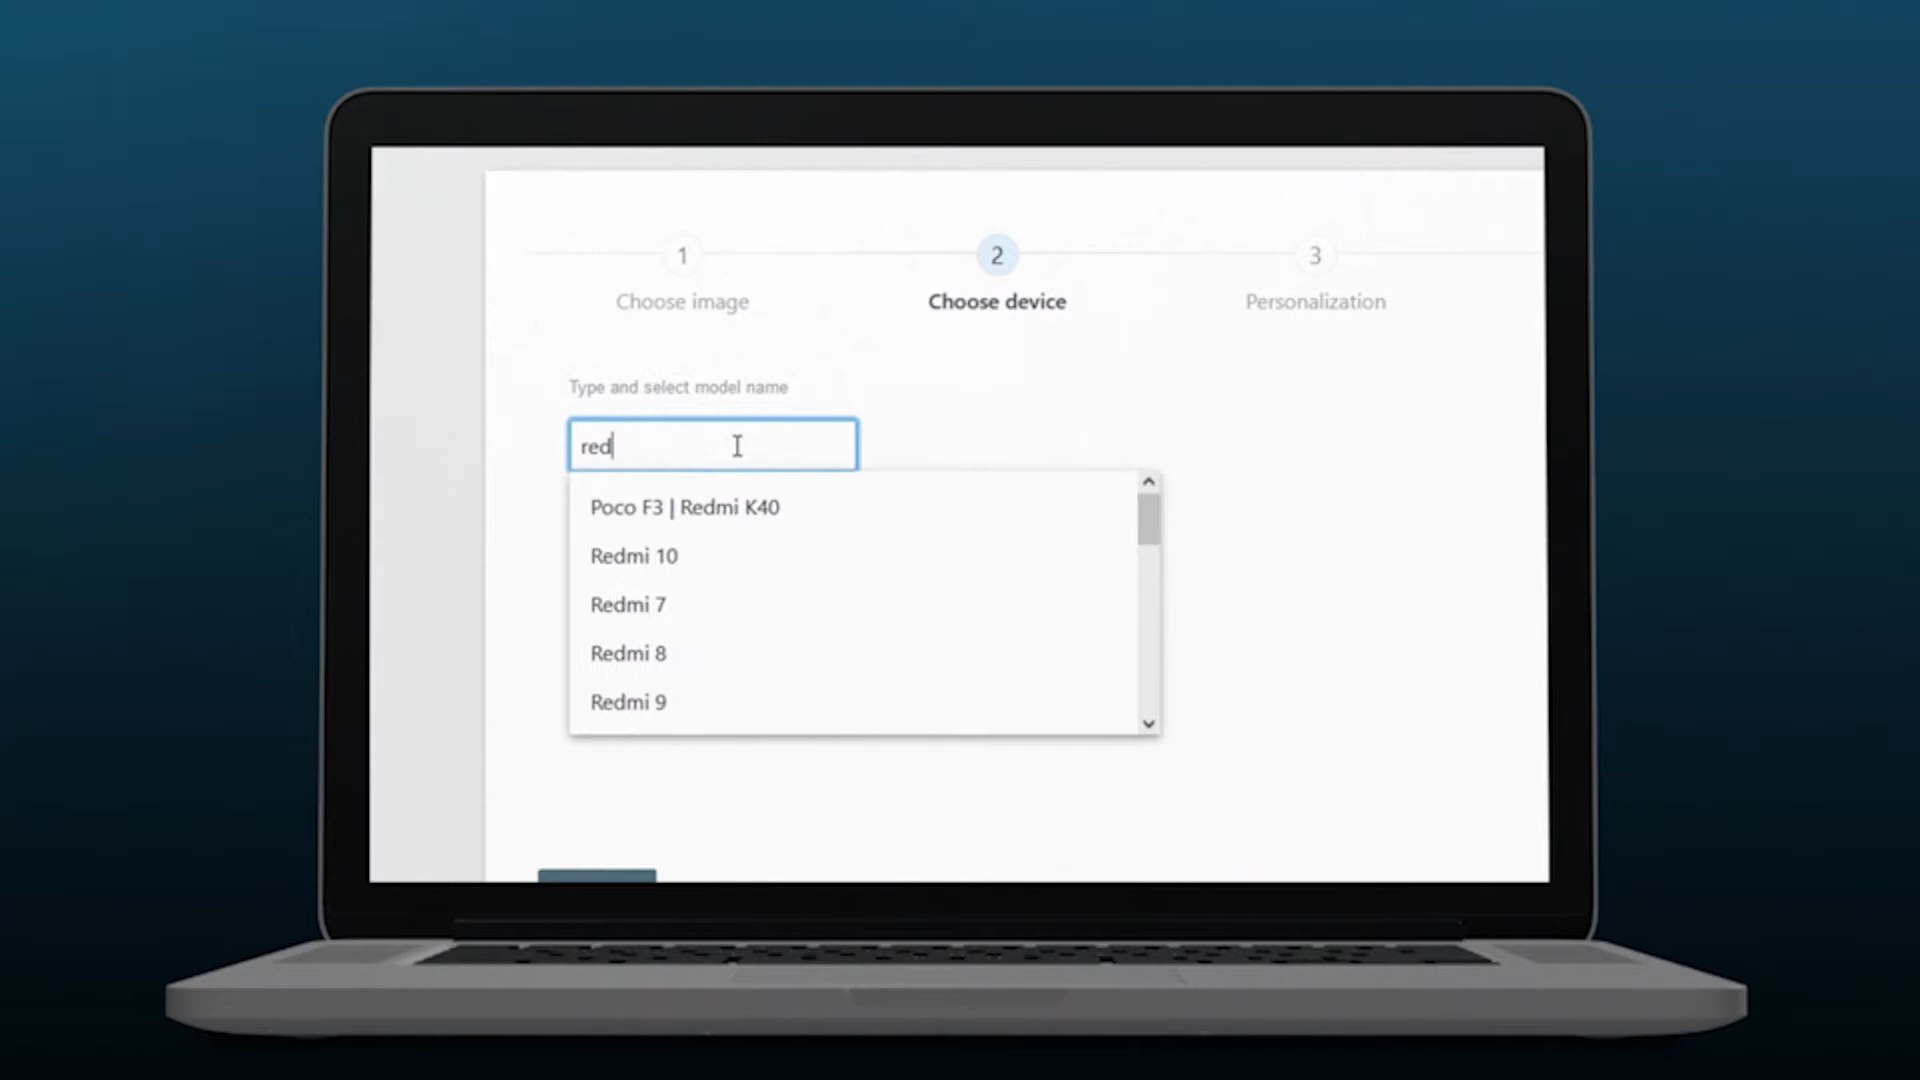 1
2
3
Choose image
Choose device
Personalization
Type and select model name
red
Poco F3 | Redmi K40
Redmi 10
Redmi 7
Redmi 8
Redmi 9